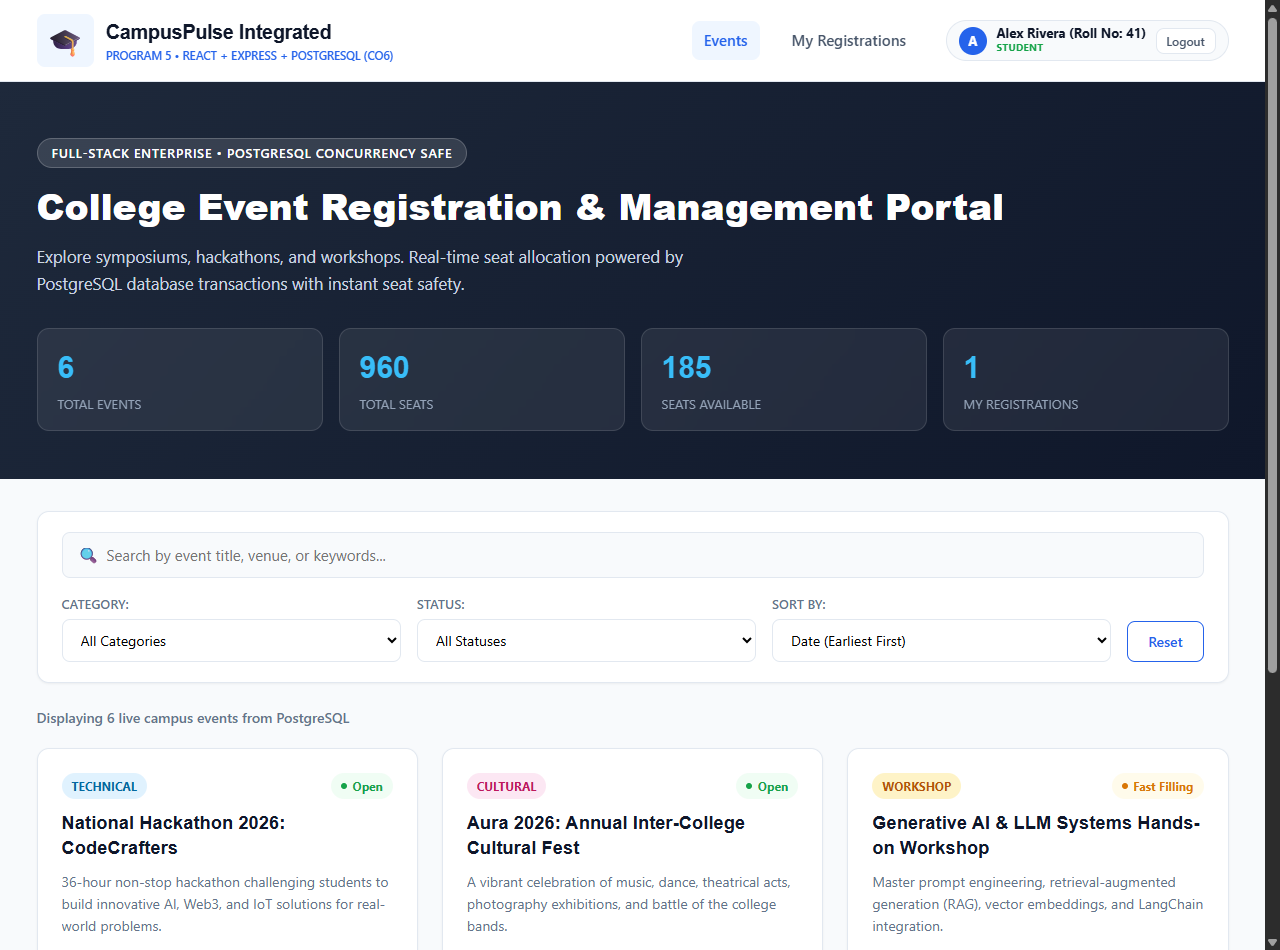 CampusPulse Integrated
PROGRAM 5 • REACT + EXPRESS + POSTGRESQL (CO6)
Events
My Registrations
A
Alex Rivera (Roll No: 41)
STUDENT
Logout
FULL-STACK ENTERPRISE • POSTGRESQL CONCURRENCY SAFE
College Event Registration & Management Portal
Explore symposiums, hackathons, and workshops. Real-time seat allocation powered by
PostgreSQL database transactions with instant seat safety.
6
TOTAL EVENTS
960
TOTAL SEATS
185
SEATS AVAILABLE
1
MY REGISTRATIONS
Search by event title, venue, or keywords...
CATEGORY:
STATUS:
SORT BY:
All Categories
All Statuses
Date (Earliest First)
Reset
Displaying 6 live campus events from PostgreSQL
TECHNICAL
• Open
National Hackathon 2026:
CodeCrafters
36-hour non-stop hackathon challenging students to
build innovative AI, Web3, and IoT solutions for real-
world problems.
CULTURAL
• Open
Aura 2026: Annual Inter-College
Cultural Fest
A vibrant celebration of music, dance, theatrical acts,
photography exhibitions, and battle of the college
bands.
WORKSHOP
• Fast Filling
Generative AI & LLM Systems Hands-
on Workshop
Master prompt engineering, retrieval-augmented
generation (RAG), vector embeddings, and LangChain
integration.